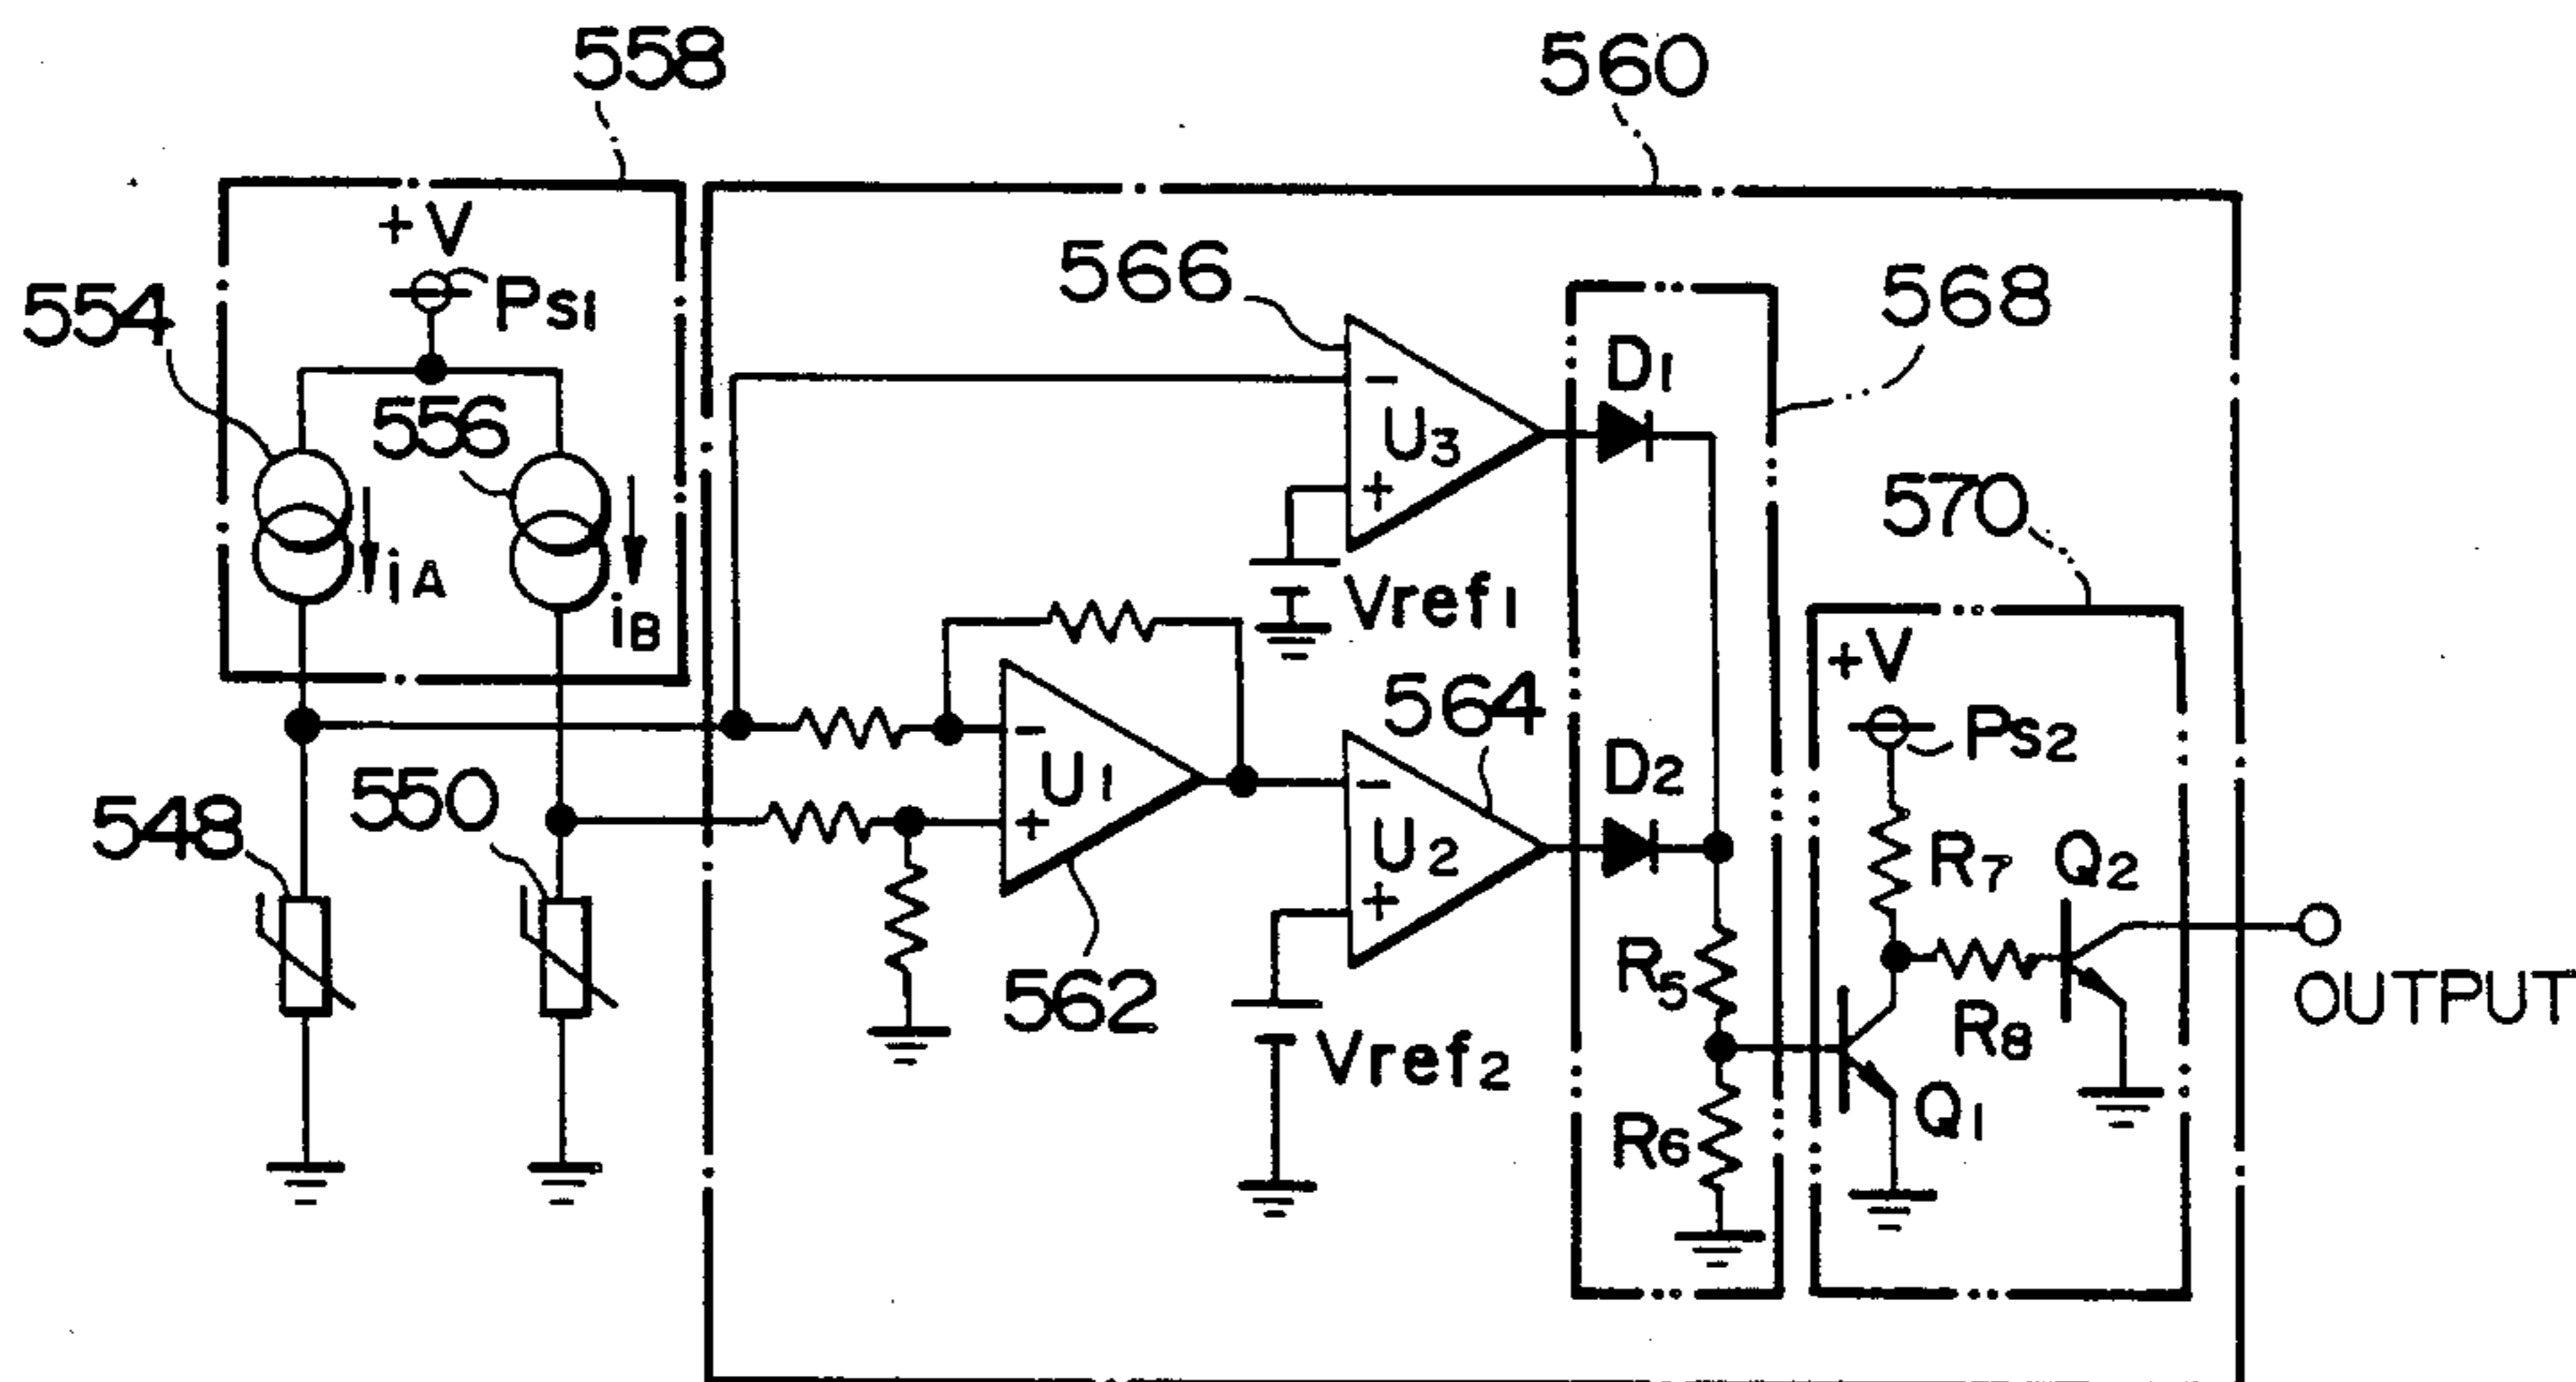 558
560
+V
Ps1
554
556
iA
iB
566
568
D1
−
U3
+
Vref1
570
+V
Ps2
564
548
550
−
U1
+
562
−
U2
+
D2
Vref2
R5
R6
R7
R8
Q2
Q1
OUTPUT